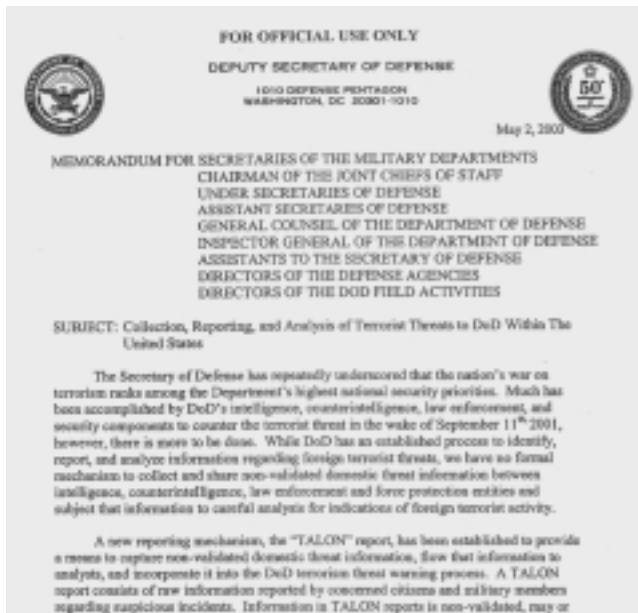 FOR OFFICIAL USE ONLY
DEPUTY SECRETARY OF DEFENSE
1010 DEFENSE PENTAGON
WASHINGTON, DC 20301-1010
May 2, 2003
MEMORANDUM FOR SECRETARIES OF THE MILITARY DEPARTMENTS
CHAIRMAN OF THE JOINT CHIEFS OF STAFF
UNDER SECRETARIES OF DEFENSE
ASSISTANT SECRETARIES OF DEFENSE
GENERAL COUNSEL OF THE DEPARTMENT OF DEFENSE
INSPECTOR GENERAL OF THE DEPARTMENT OF DEFENSE
ASSISTANTS TO THE SECRETARY OF DEFENSE
DIRECTORS OF THE DEFENSE AGENCIES
DIRECTORS OF THE DOD FIELD ACTIVITIES
SUBJECT: Collection, Reporting, and Analysis of Terrorist Threats to DoD Within The
United States
The Secretary of Defense has repeatedly underscored that the nation's war on
terrorism ranks among the Department's highest national security priorities. Much has
been accomplished by DoD's intelligence, counterintelligence, law enforcement, and
security components to counter the terrorist threat in the wake of September 11th 2001,
however, there is more to be done. While DoD has an established process to identify,
report, and analyze information regarding foreign terrorist threats, we have no formal
mechanism to collect and share non-validated domestic threat information between
intelligence, counterintelligence, law enforcement and force protection entities and
subject that information to careful analysis for indications of foreign terrorist activity.
A new reporting mechanism, the "TALON" report, has been established to provide
a means to capture non-validated domestic threat information, flow that information to
analysts, and incorporate it into the DoD terrorism threat warning process. A TALON
report consists of raw information reported by concerned citizens and military members
regarding suspicious incidents. Information in TALON reports is non-validated, may or